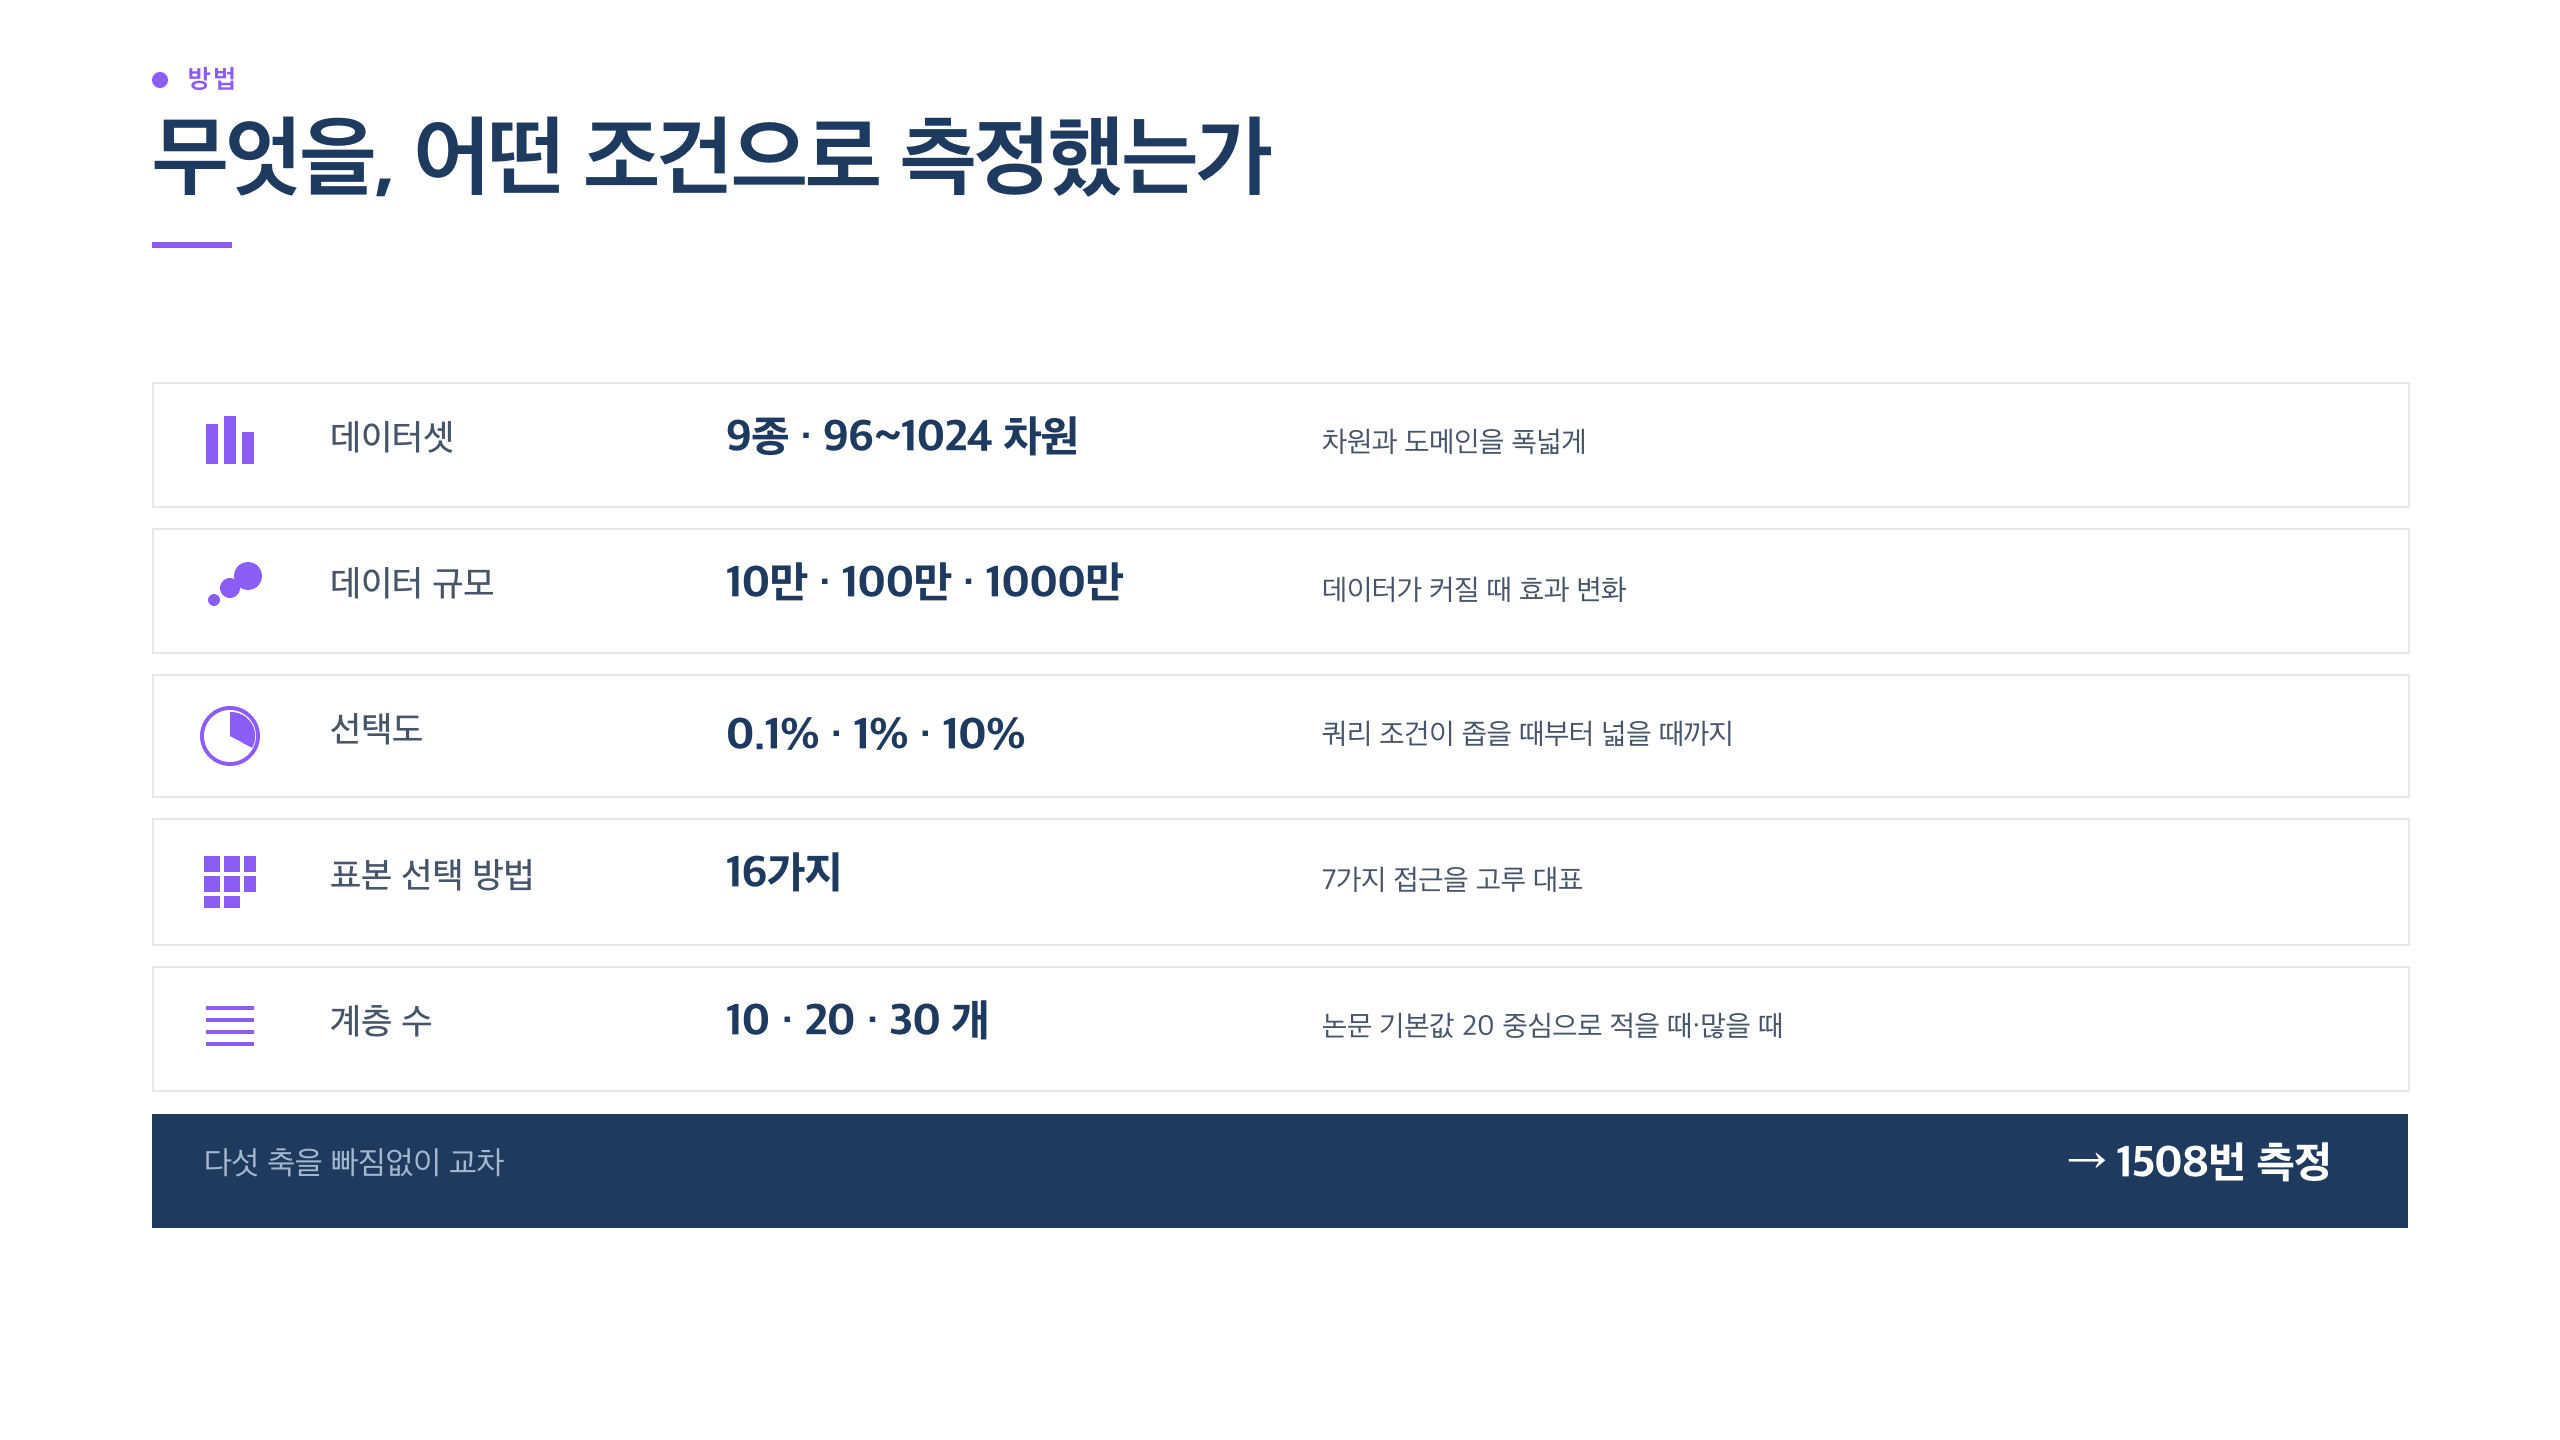 방법
무엇을, 어떤 조건으로 측정했는가
데이터셋 9종 · 96~1024 차원 차원과 도메인을 폭넓게
데이터 규모 10만 · 100만 · 1000만 데이터가 커질 때 효과 변화
선택도 0.1% · 1% · 10% 쿼리 조건이 좁을 때부터 넓을 때까지
표본 선택 방법 16가지 7가지 접근을 고루 대표
계층 수 10 · 20 · 30 개 논문 기본값 20 중심으로 적을 때·많을 때
다섯 축을 빠짐없이 교차 → 1508번 측정